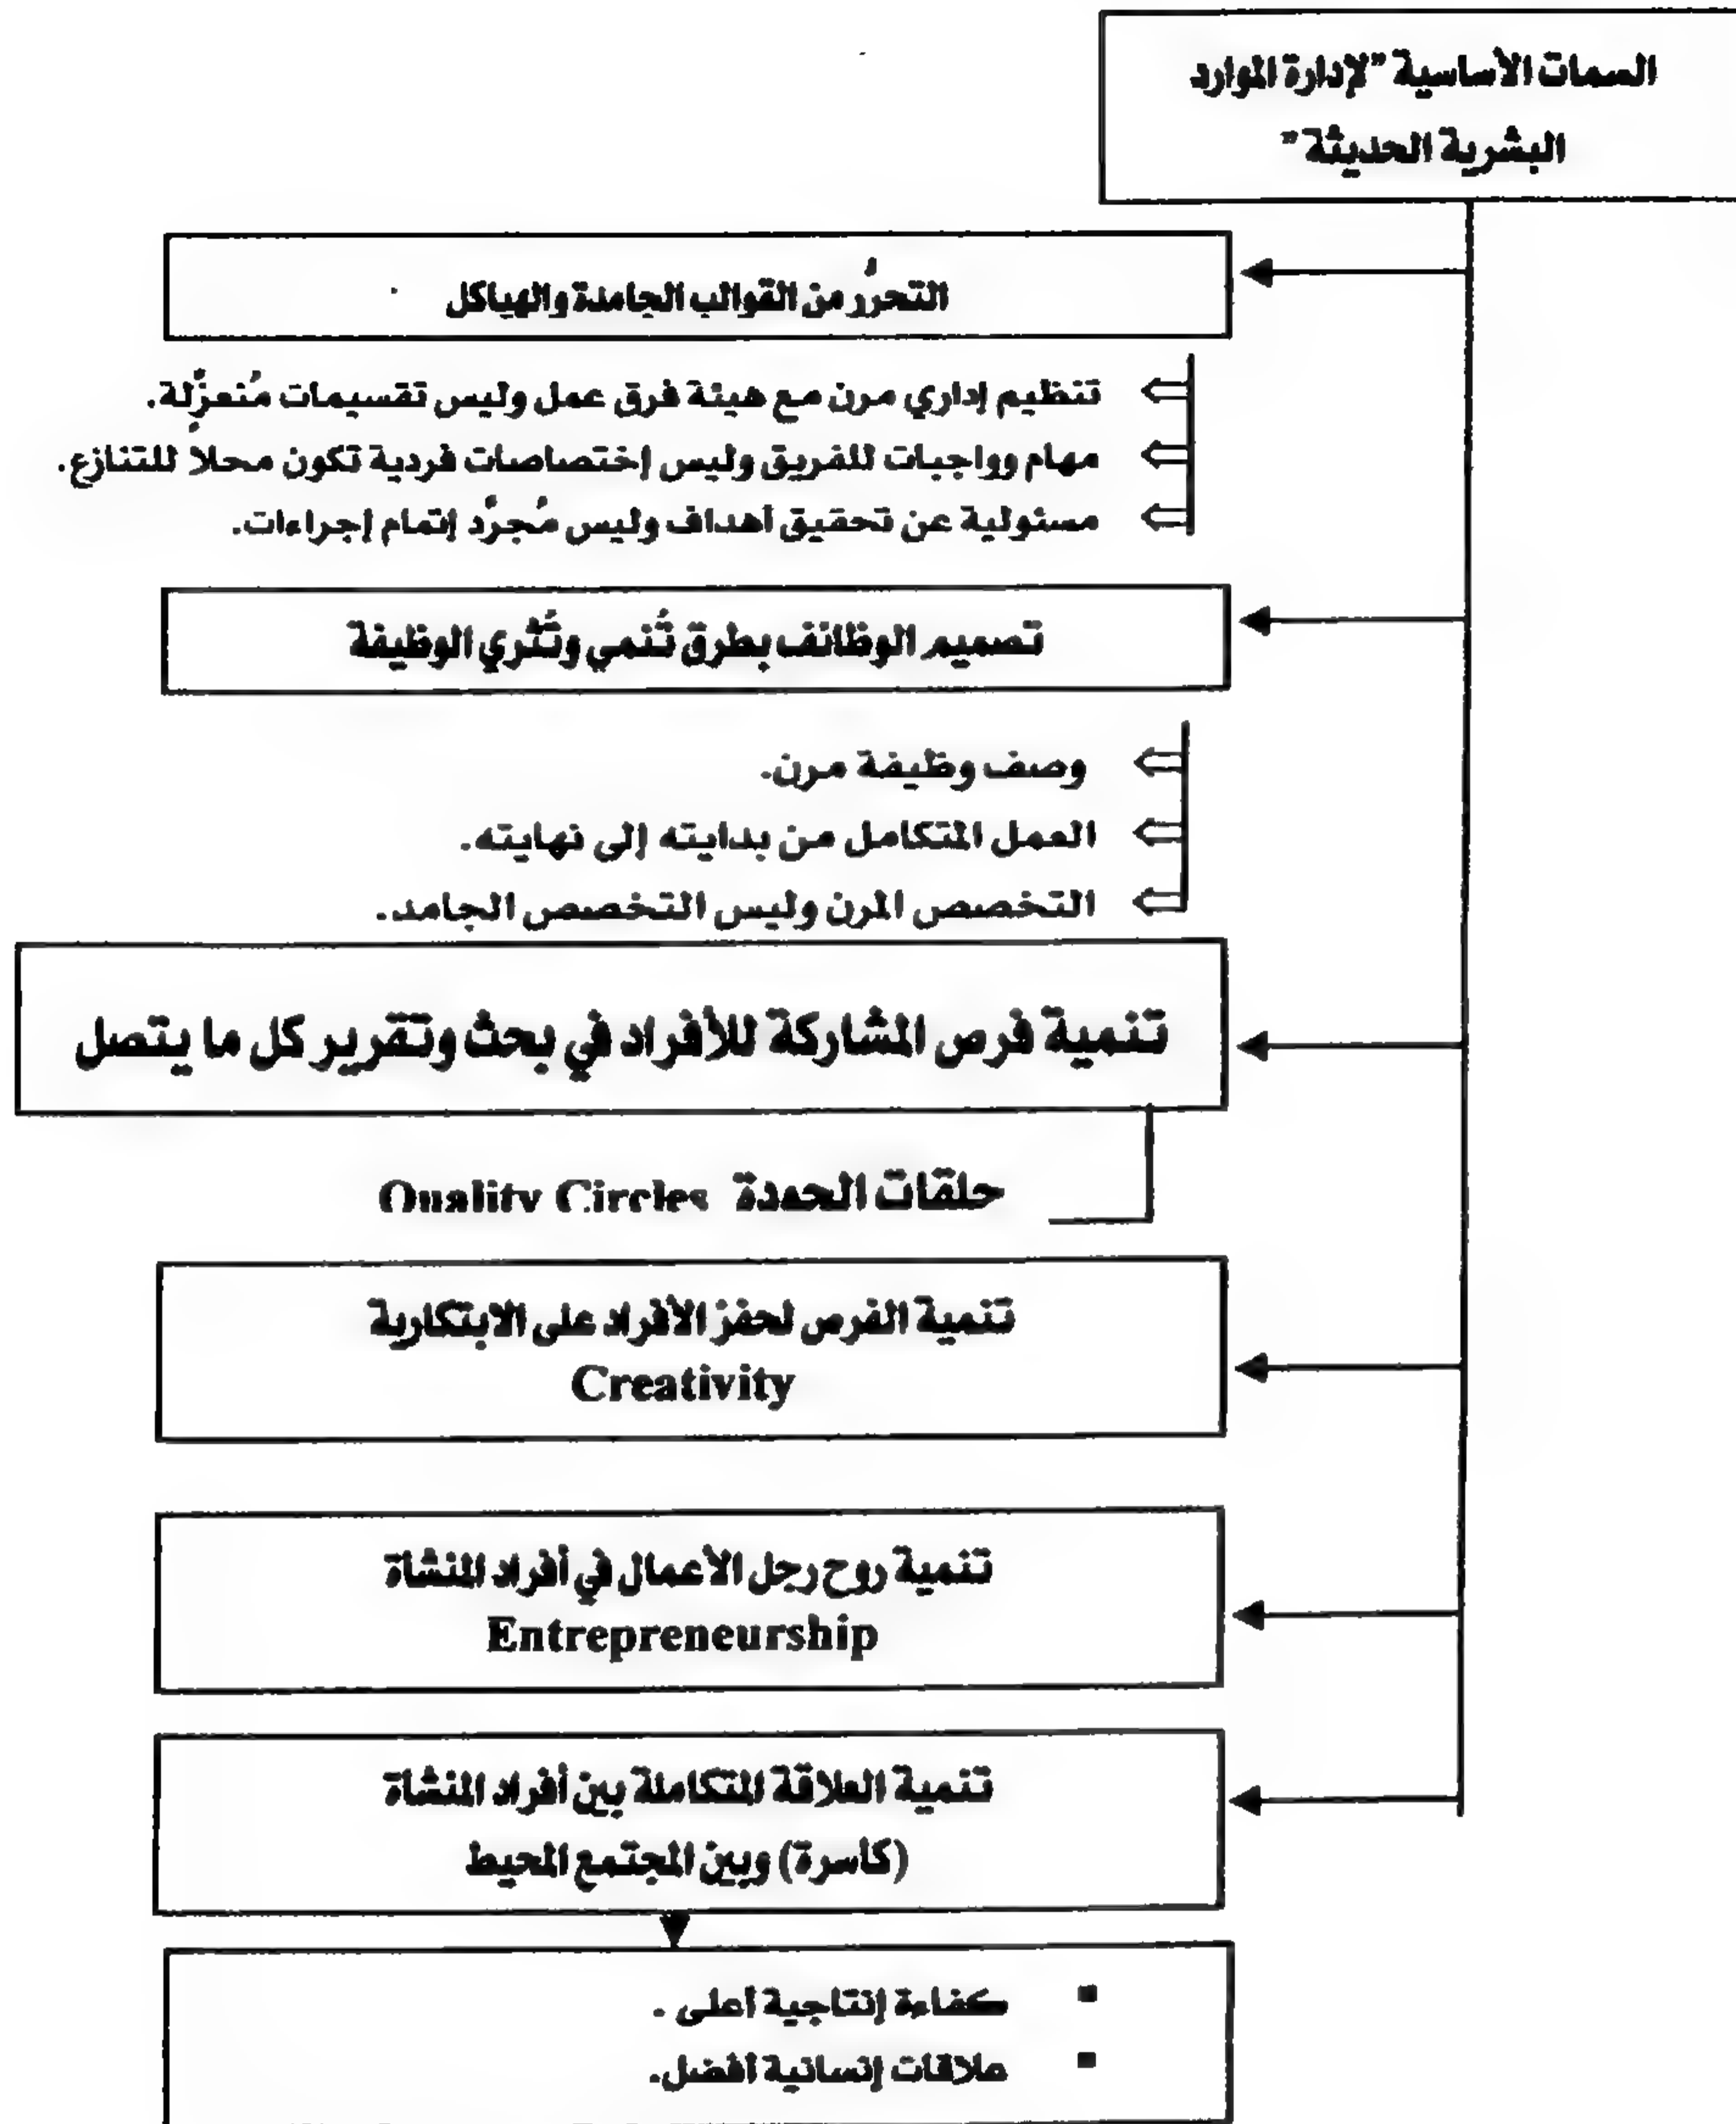 السمات الأساسية "لإدارة الموارد
البشرية الحديثة"
التحرُّر من القوالب الجامدة والهياكل
تنظيم إداري مرن مع هيئة فرق عمل وليس تقسيمات مُنعزِّلة.
مهام وواجبات للفريق وليس إختصاصات فردية تكون محلاً للتنازع.
مسئولية عن تحقيق أهداف وليس مُجرَّد إتمام إجراءات.
تصميم الوظائف بطرق تُنمي وتُثري الوظيفة
وصف وظيفة مرن.
العمل المتكامل من بدايته إلى نهايته.
التخصص المرن وليس التخصص الجامد.
تنمية فرص المشاركة للأفراد في بحث وتقرير كل ما يتصل
حلقات الجودة Quality Circles
تنمية الفرص لحفز الأفراد على الابتكارية
Creativity
تنمية روح رجل الأعمال في أفراد المنشأة
Entrepreneurship
تنمية العلاقة المتكاملة بين أفراد المنشأة
(كأسرة) وبين المجتمع المحيط
▪ كفاءة إنتاجية أعلى .
▪ علاقات إنسانية أفضل.